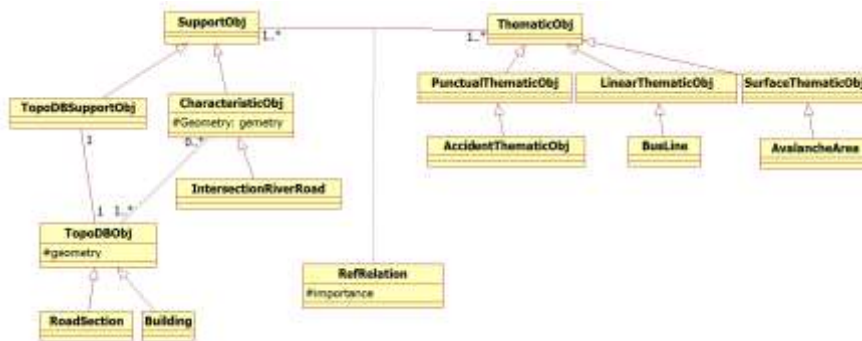 SupportObj
ThematicObj
1..*
1..*
PunctualThematicObj
LinearThematicObj
SurfaceThematicObj
TopoDBSupportObj
CharacteristicObj
#Geometry: gemetry
1
0..*
AccidentThematicObj
BusLine
AvalancheArea
IntersectionRiverRoad
1
1..*
TopoDBObj
#geometry
RefRelation
#importance
RoadSection
Building